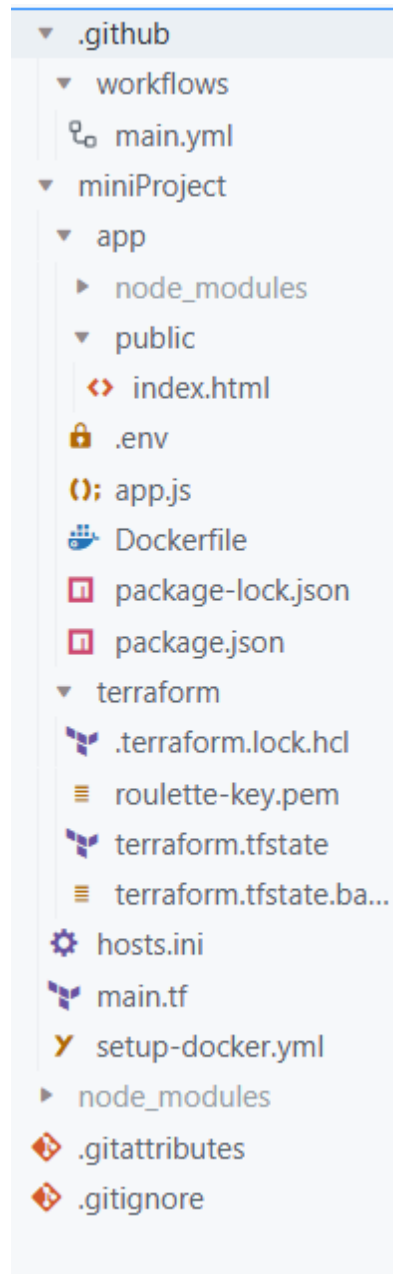 .github
workflows
main.yml
miniProject
app
node_modules
public
index.html
.env
app.js
Dockerfile
package-lock.json
package.json
terraform
.terraform.lock.hcl
roulette-key.pem
terraform.tfstate
terraform.tfstate.ba...
hosts.ini
main.tf
setup-docker.yml
node_modules
.gitattributes
.gitignore